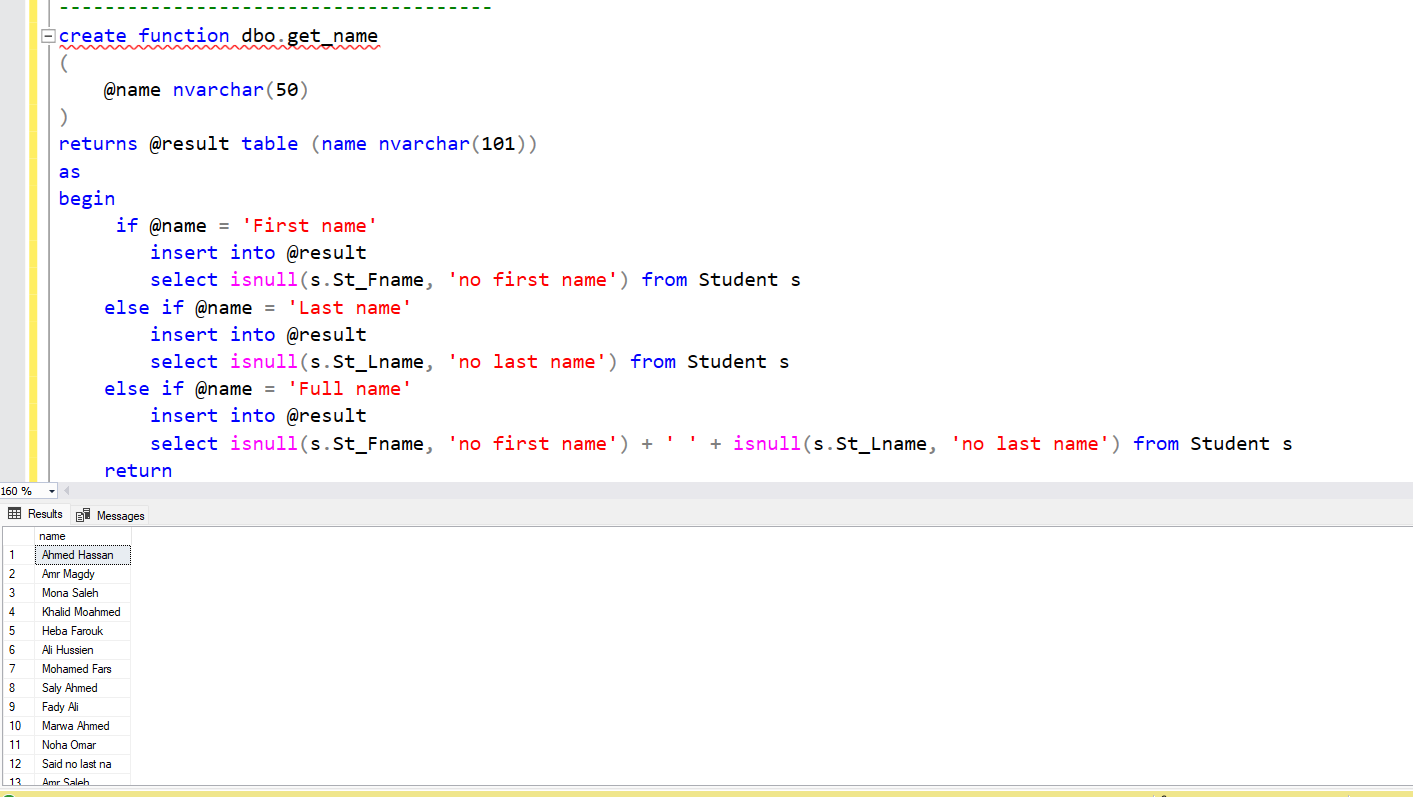 --------------------------------------
create function dbo.get_name
(
    @name nvarchar(50)
)
returns @result table (name nvarchar(101))
as
begin
     if @name = 'First name'
        insert into @result
        select isnull(s.St_Fname, 'no first name') from Student s
    else if @name = 'Last name'
        insert into @result
        select isnull(s.St_Lname, 'no last name') from Student s
    else if @name = 'Full name'
        insert into @result
        select isnull(s.St_Fname, 'no first name') + ' ' + isnull(s.St_Lname, 'no last name') from Student s
    return
160 %
Results Messages
name
1 Ahmed Hassan
2 Amr Magdy
3 Mona Saleh
4 Khalid Moahmed
5 Heba Farouk
6 Ali Hussien
7 Mohamed Fars
8 Saly Ahmed
9 Fady Ali
10 Marwa Ahmed
11 Noha Omar
12 Said no last na
13 Amr Saleh